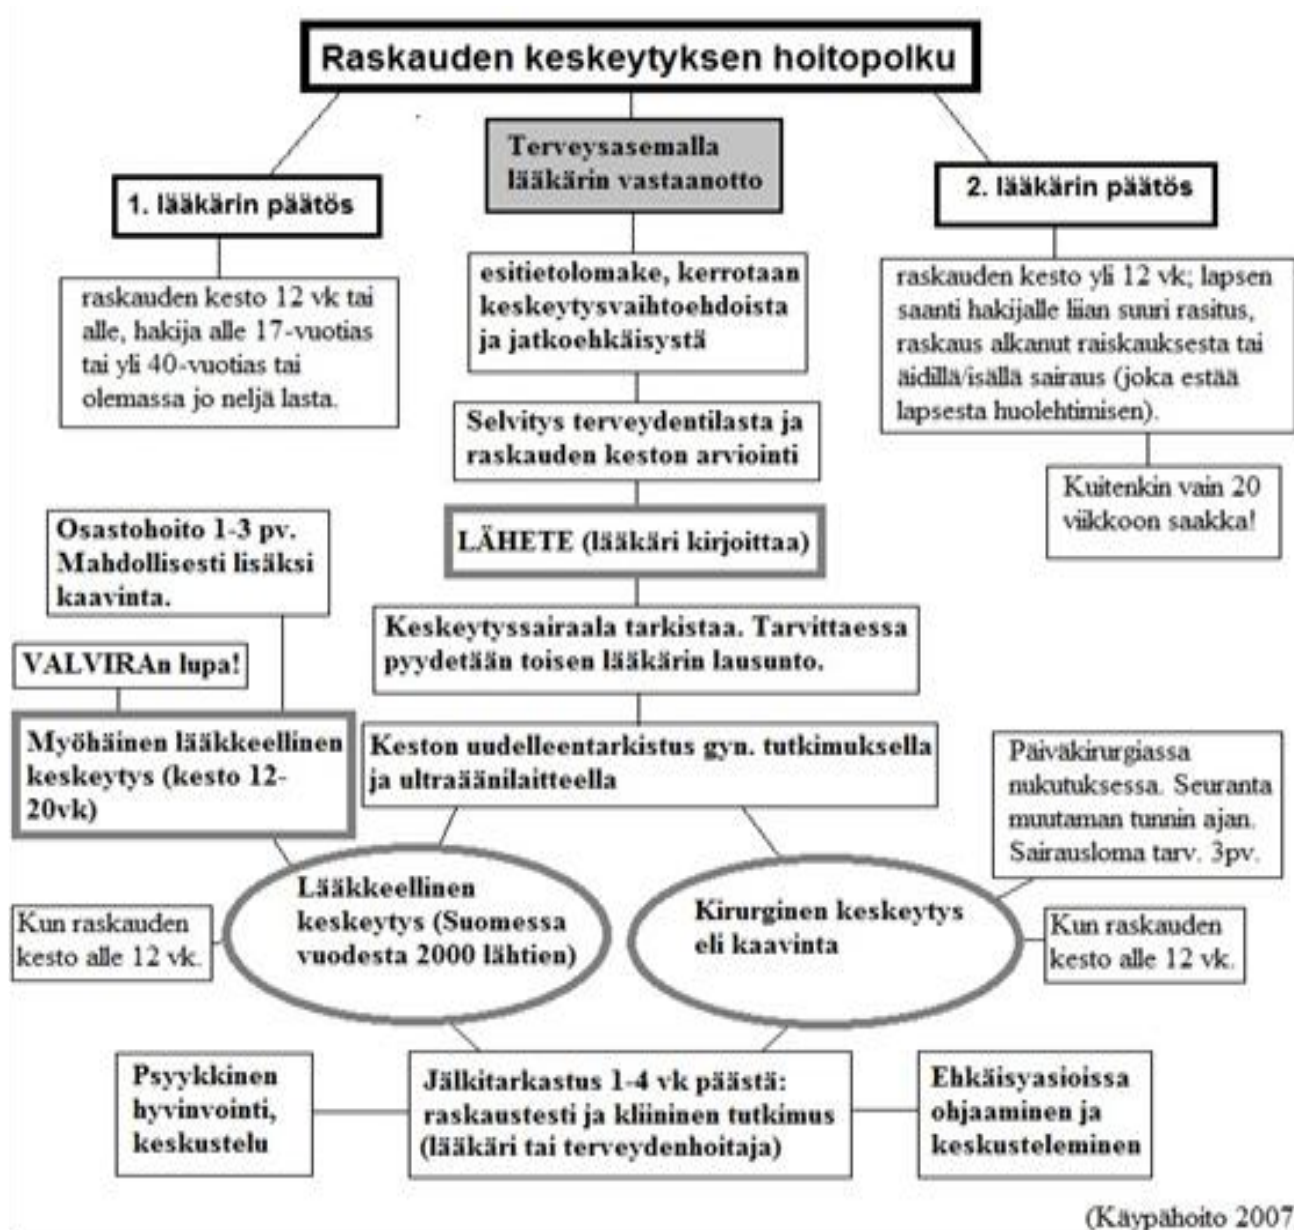 Raskauden keskeytyksen hoitopolku
Terveysasemalla
lääkärin vastaanotto
1. lääkärin päätös
2. lääkärin päätös
raskauden kesto 12 vk tai
alle, hakija alle 17-vuotias
tai yli 40-vuotias tai
olemassa jo neljä lasta.
esitietolomake, kerrotaan
keskeytysvaihtoehdoista
ja jatkoehkäisystä
raskauden kesto yli 12 vk; lapsen
saanti hakijalle liian suuri rasitus,
raskaus alkanut raiskauksesta tai
äidillä/isällä sairaus (joka estää
lapsesta huolehtimisen).
Selvitys terveydentilasta ja
raskauden keston arviointi
Kuitenkin vain 20
viikkoon saakka!
LÄHETE (lääkäri kirjoittaa)
Osastohoito 1-3 pv.
Mahdollisesti lisäksi
kaavinta.
Keskeytyssairaala tarkistaa. Tarvittaessa
pyydetään toisen lääkärin lausunto.
VALVIRAn lupa!
Myöhäinen lääkkeellinen
keskeytys (kesto 12-
20vk)
Keston uudelleentarkistus gyn. tutkimuksella
ja ultraäänilaitteella
Päiväkirurgiassa
nukutuksessa. Seuranta
muutaman tunnin ajan.
Sairausloma tarv. 3pv.
Lääkkeellinen
keskeytys (Suomessa
vuodesta 2000 lähtien)
Kirurginen keskeytys
eli kaavinta
Kun raskauden
kesto alle 12 vk.
Kun raskauden
kesto alle 12 vk.
Psyykkinen
hyvinvointi,
keskustelu
Jälkitarkastus 1-4 vk päästä:
raskaustesti ja kliininen tutkimus
(lääkäri tai terveydenhoitaja)
Ehkäisyasioissa
ohjaaminen ja
keskusteleminen
(Käypähoito 2007